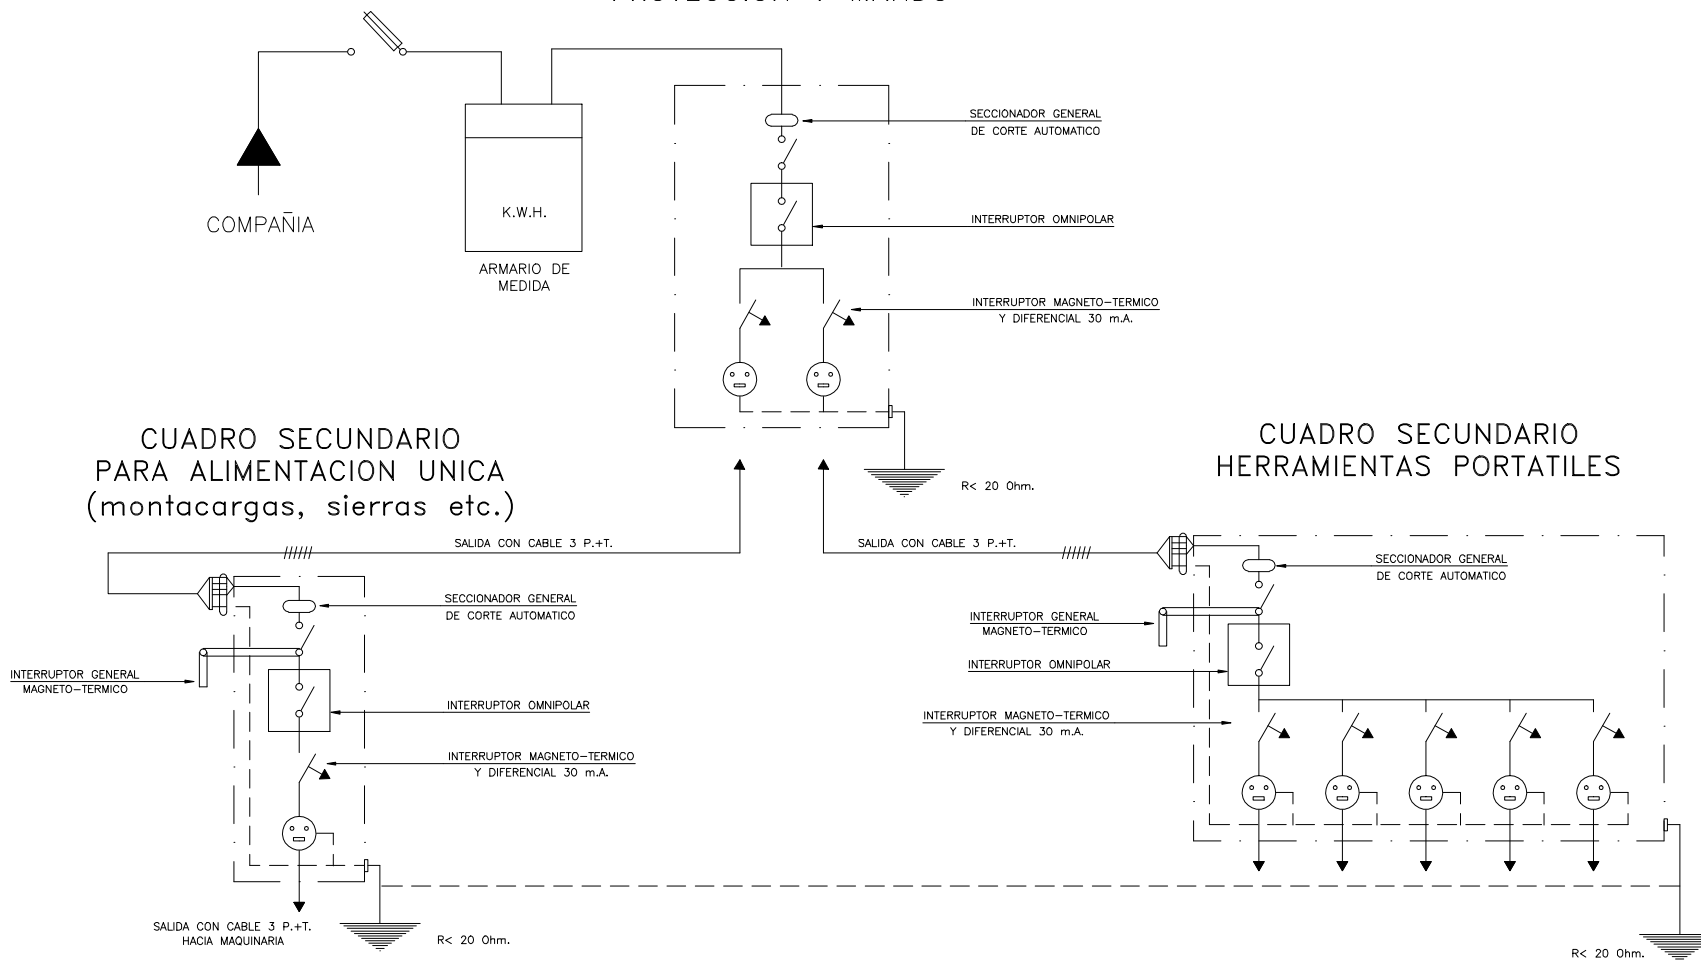 PROTECCION Y MANDO
SECCIONADOR GENERAL
DE CORTE AUTOMATICO
COMPAÑIA
K.W.H.
INTERRUPTOR OMNIPOLAR
ARMARIO DE
MEDIDA
INTERRUPTOR MAGNETO-TERMICO
Y DIFERENCIAL 30 m.A.
CUADRO SECUNDARIO
PARA ALIMENTACION UNICA
(montacargas, sierras etc.)
CUADRO SECUNDARIO
HERRAMIENTAS PORTATILES
R< 20 Ohm.
SALIDA CON CABLE 3 P.+T.
SALIDA CON CABLE 3 P.+T.
SECCIONADOR GENERAL
DE CORTE AUTOMATICO
INTERRUPTOR GENERAL
MAGNETO-TERMICO
INTERRUPTOR OMNIPOLAR
INTERRUPTOR MAGNETO-TERMICO
Y DIFERENCIAL 30 m.A.
SALIDA CON CABLE 3 P.+T.
HACIA MAQUINARIA
R< 20 Ohm.
SECCIONADOR GENERAL
DE CORTE AUTOMATICO
INTERRUPTOR GENERAL
MAGNETO-TERMICO
INTERRUPTOR OMNIPOLAR
INTERRUPTOR MAGNETO-TERMICO
Y DIFERENCIAL 30 m.A.
R< 20 Ohm.